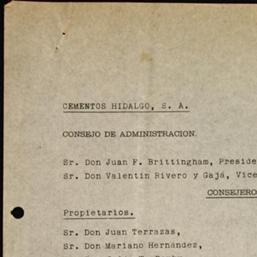 CEMENTOS HIDALGO, S. A.
CONSEJO DE ADMINISTRACION.
Sr. Don Juan F. Brittingham, Preside
Sr. Don Valentín Rivero y Gajá, Vice
CONSEJERO
Propietarios.
Sr. Don Juan Terrazas,
Sr. Don Mariano Hernández,